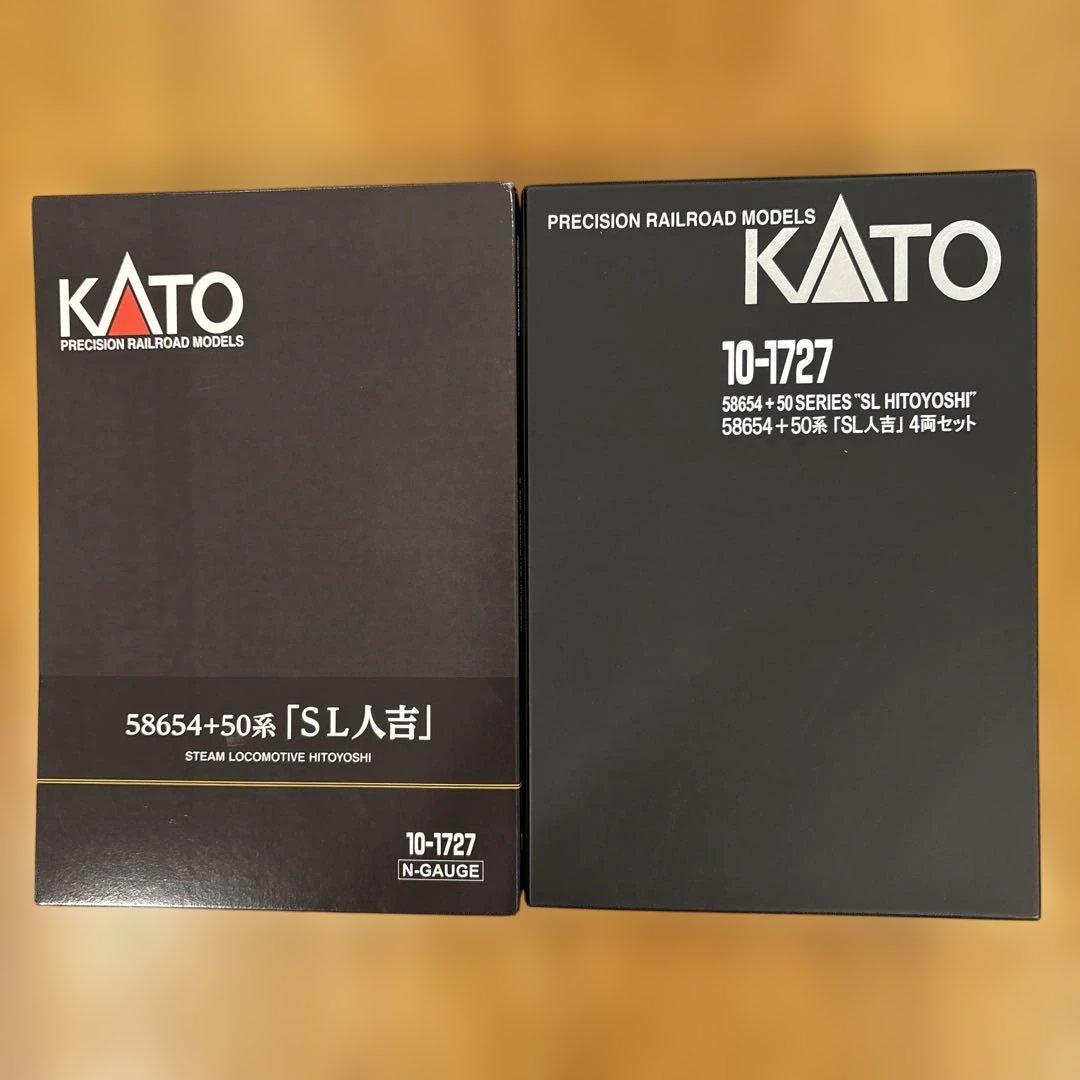 KATO
PRECISION RAILROAD MODELS
58654+50系「SL人吉」
STEAM LOCOMOTIVE HITOYOSHI
10-1727
N-GAUGE
PRECISION RAILROAD MODELS
KATO
10-1727
58654+50 SERIES "SL HITOYOSHI"
58654+50系「SL人吉」4両セット